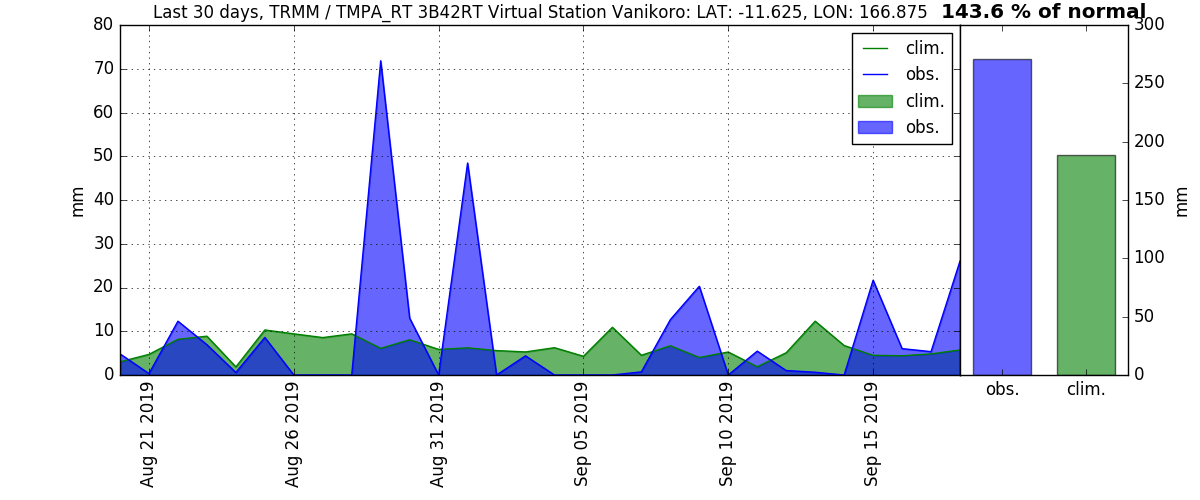 Last 30 days, TRMM / TMPA_RT 3B42RT Virtual Station Vanikoro: LAT: -11.625, LON: 166.875 143.6 % of normal
80
70
60
50
40
30
20
10
0
mm
clim.
obs.
clim.
obs.
300
250
200
150
100
50
0
mm
Aug 21 2019
Aug 26 2019
Aug 31 2019
Sep 05 2019
Sep 10 2019
Sep 15 2019
obs. clim.